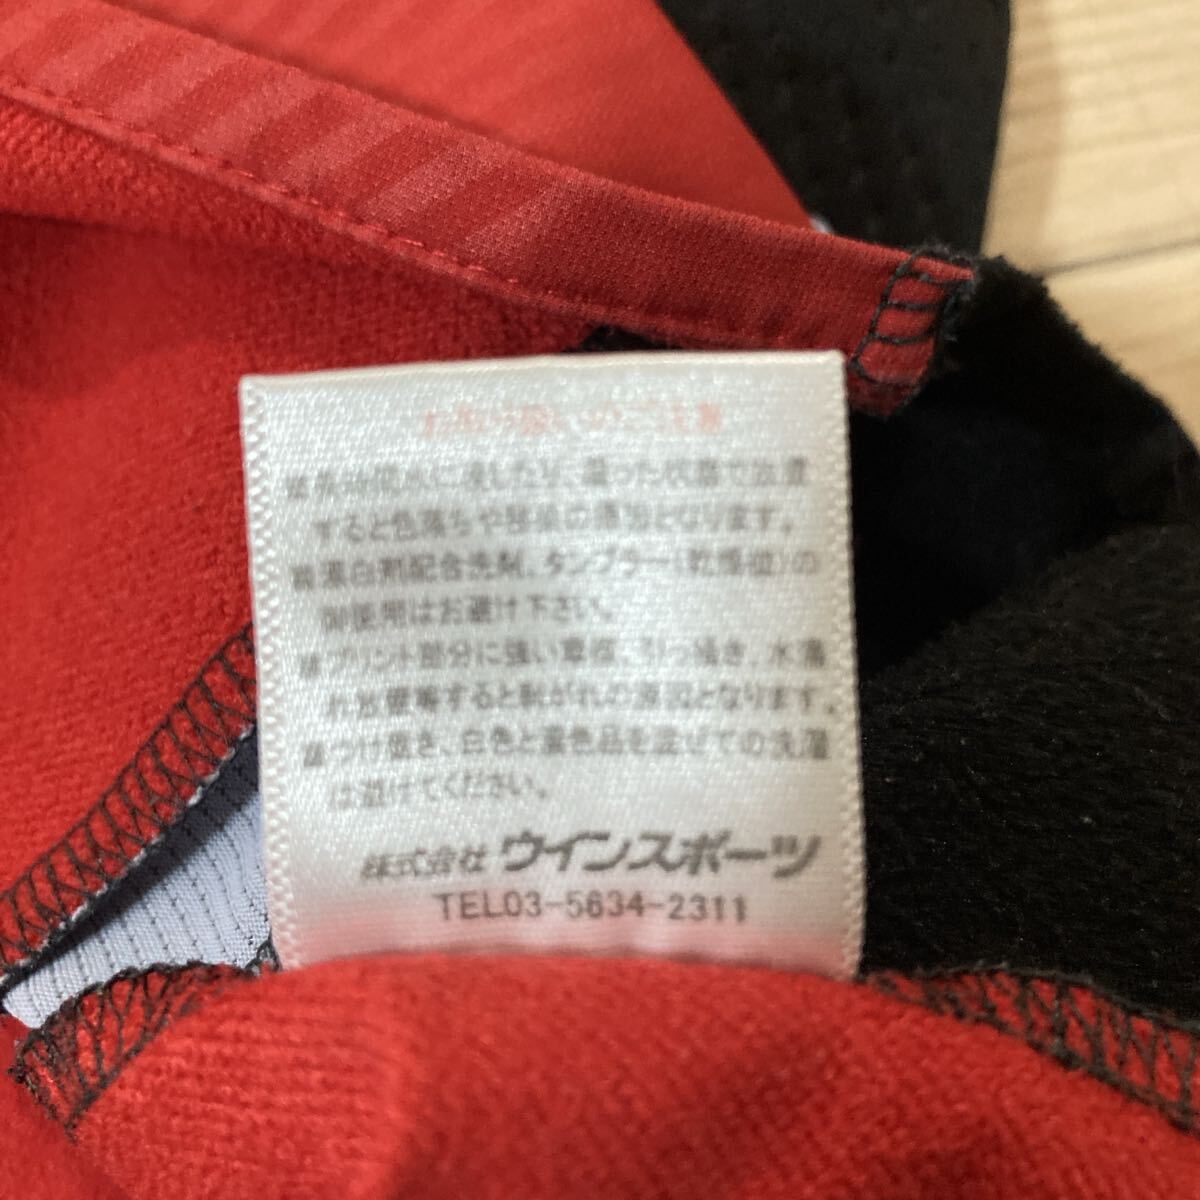 お取り扱いのご注意
長時間水に浸したり、湿った状態で放置
すると色落ちや移染の原因となります。
漂白剤配合洗剤、タンブラー(乾燥位)の
御使用はお避け下さい。
プリント部分に強い摩擦、引っ掻き、水濡
れ放置等すると剥がれの原因となります。
つけ置き、白色と濃色品を混ぜての洗濯
は避けてください。
株式会社 ウインスポーツ
TEL03-5634-2311